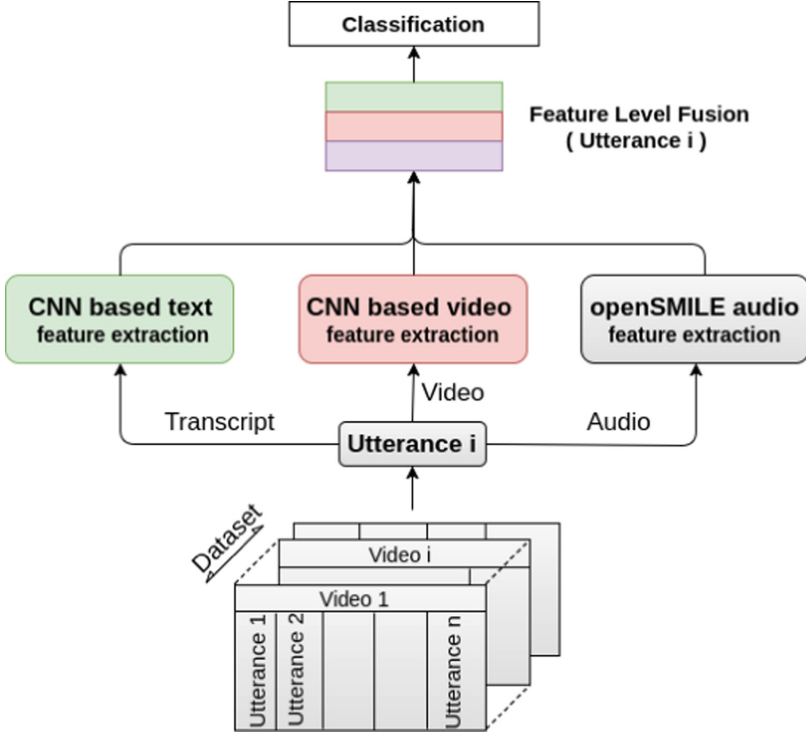 Classification
Feature Level Fusion
( Utterance i )
CNN based text
feature extraction
CNN based video
feature extraction
openSMILE audio
feature extraction
Transcript
Video
Audio
Utterance i
Dataset
Video i
Video 1
Utterance 1
Utterance 2
Utterance n